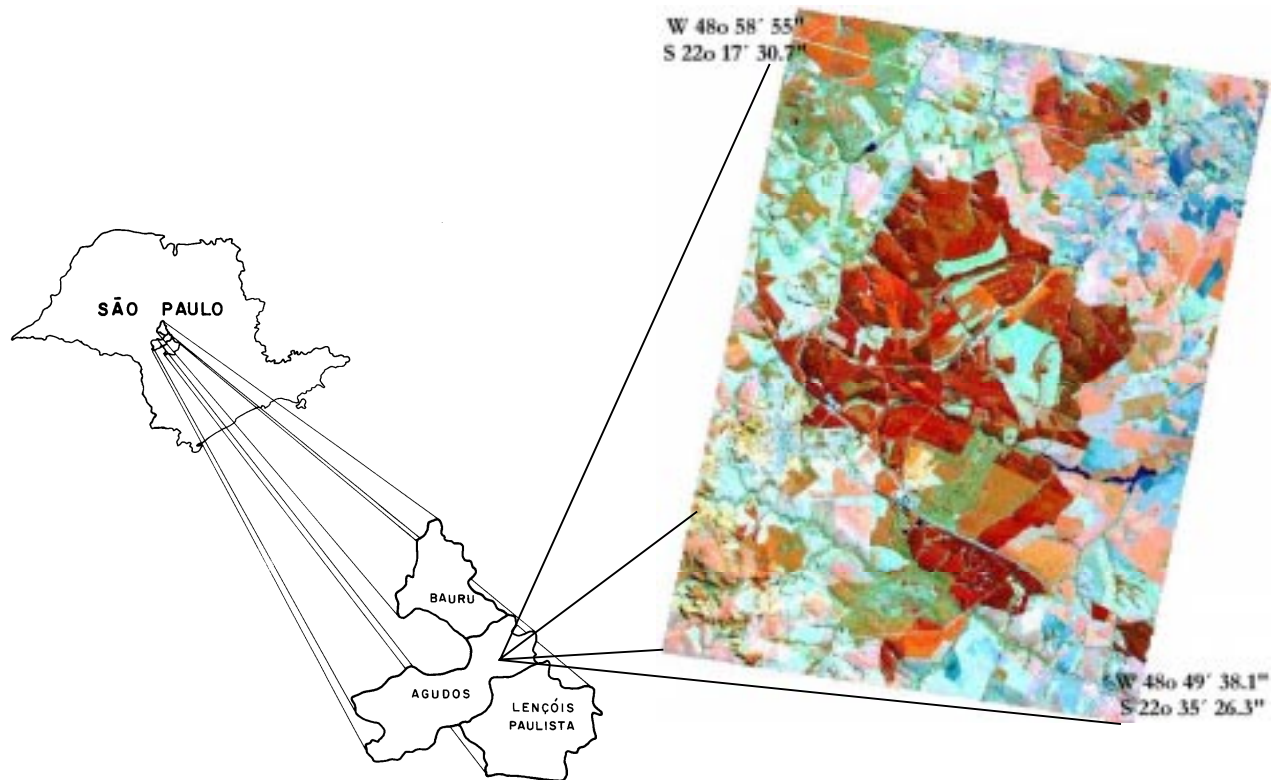 W 48o 58´ 55"
S 22o 17´ 30.7"
SÃO PAULO
BAURU
AGUDOS
LENÇÓIS
PAULISTA
W 48o 49´ 38.1"
S 22o 35´ 26.3"